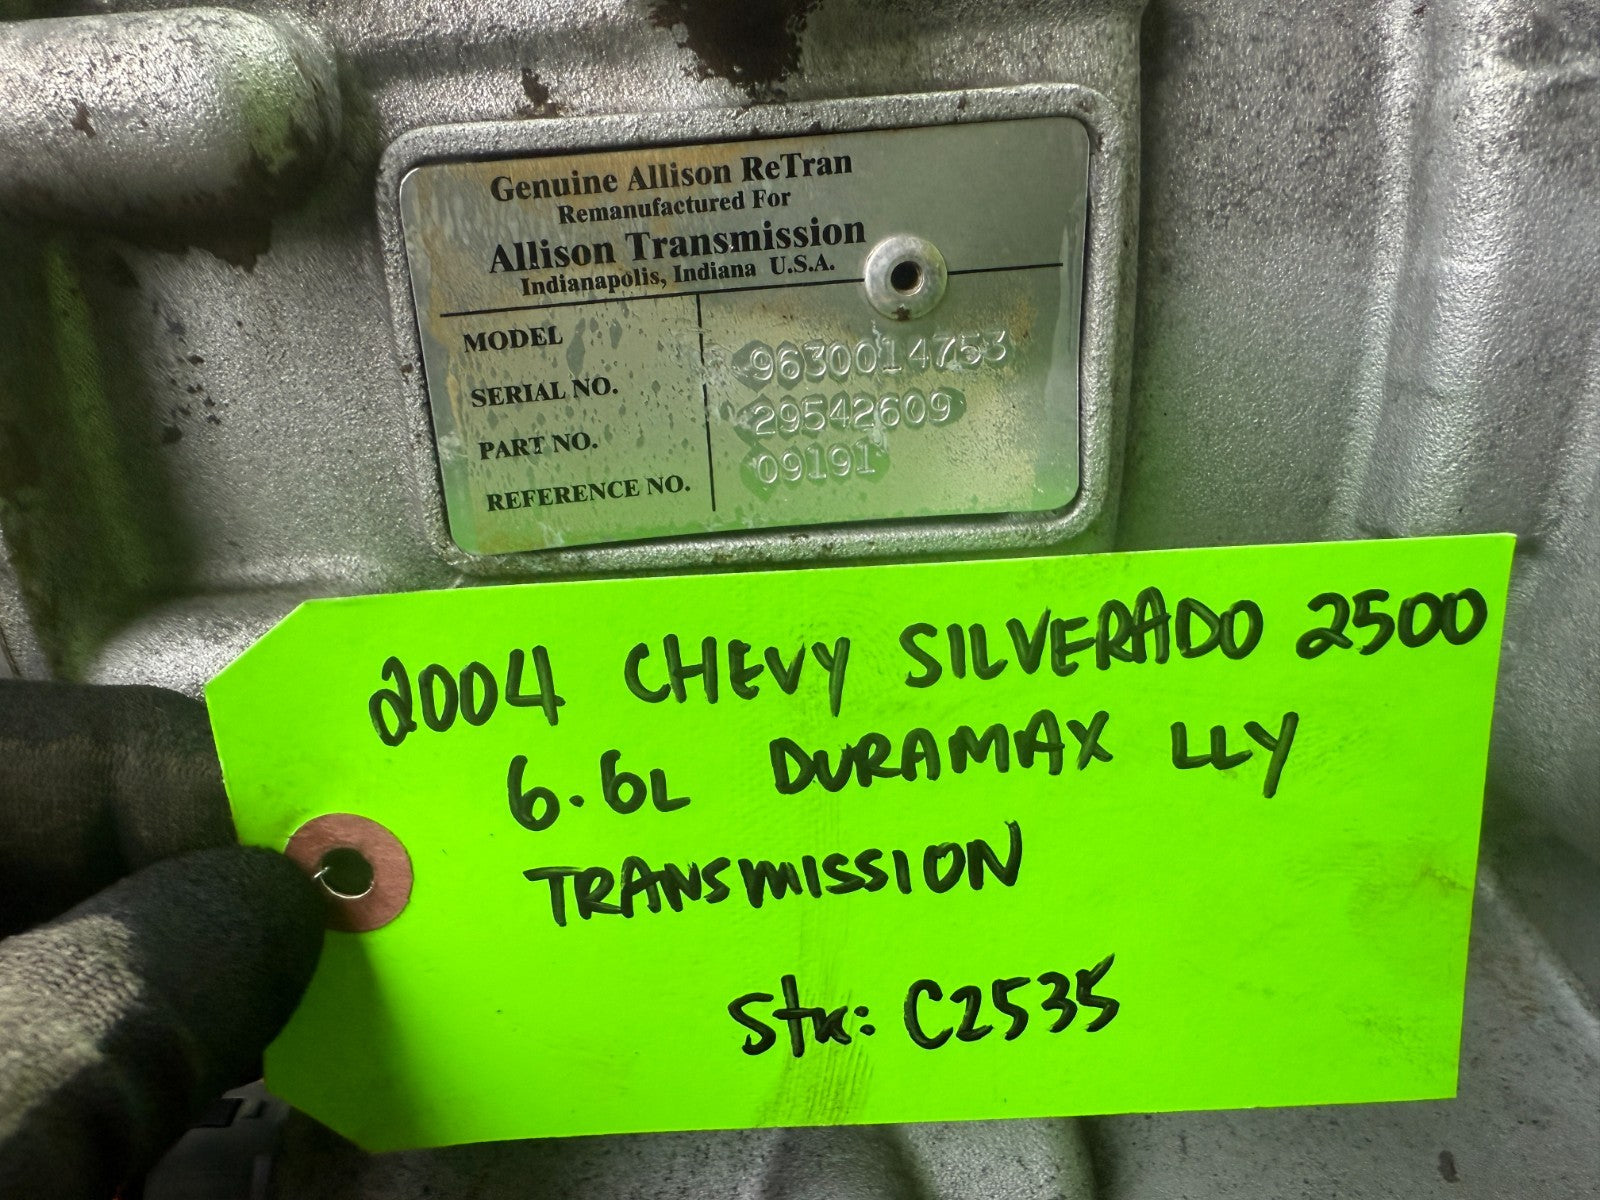 Genuine Allison ReTran
Remanufactured For
Allison Transmission
Indianapolis, Indiana U.S.A.
MODEL
9630014753
SERIAL NO.
29542609
PART NO.
09191
REFERENCE NO.
2004 CHEVY SILVERADO 2500
6.6L DURAMAX LLY
TRANSMISSION
Stk: C2535